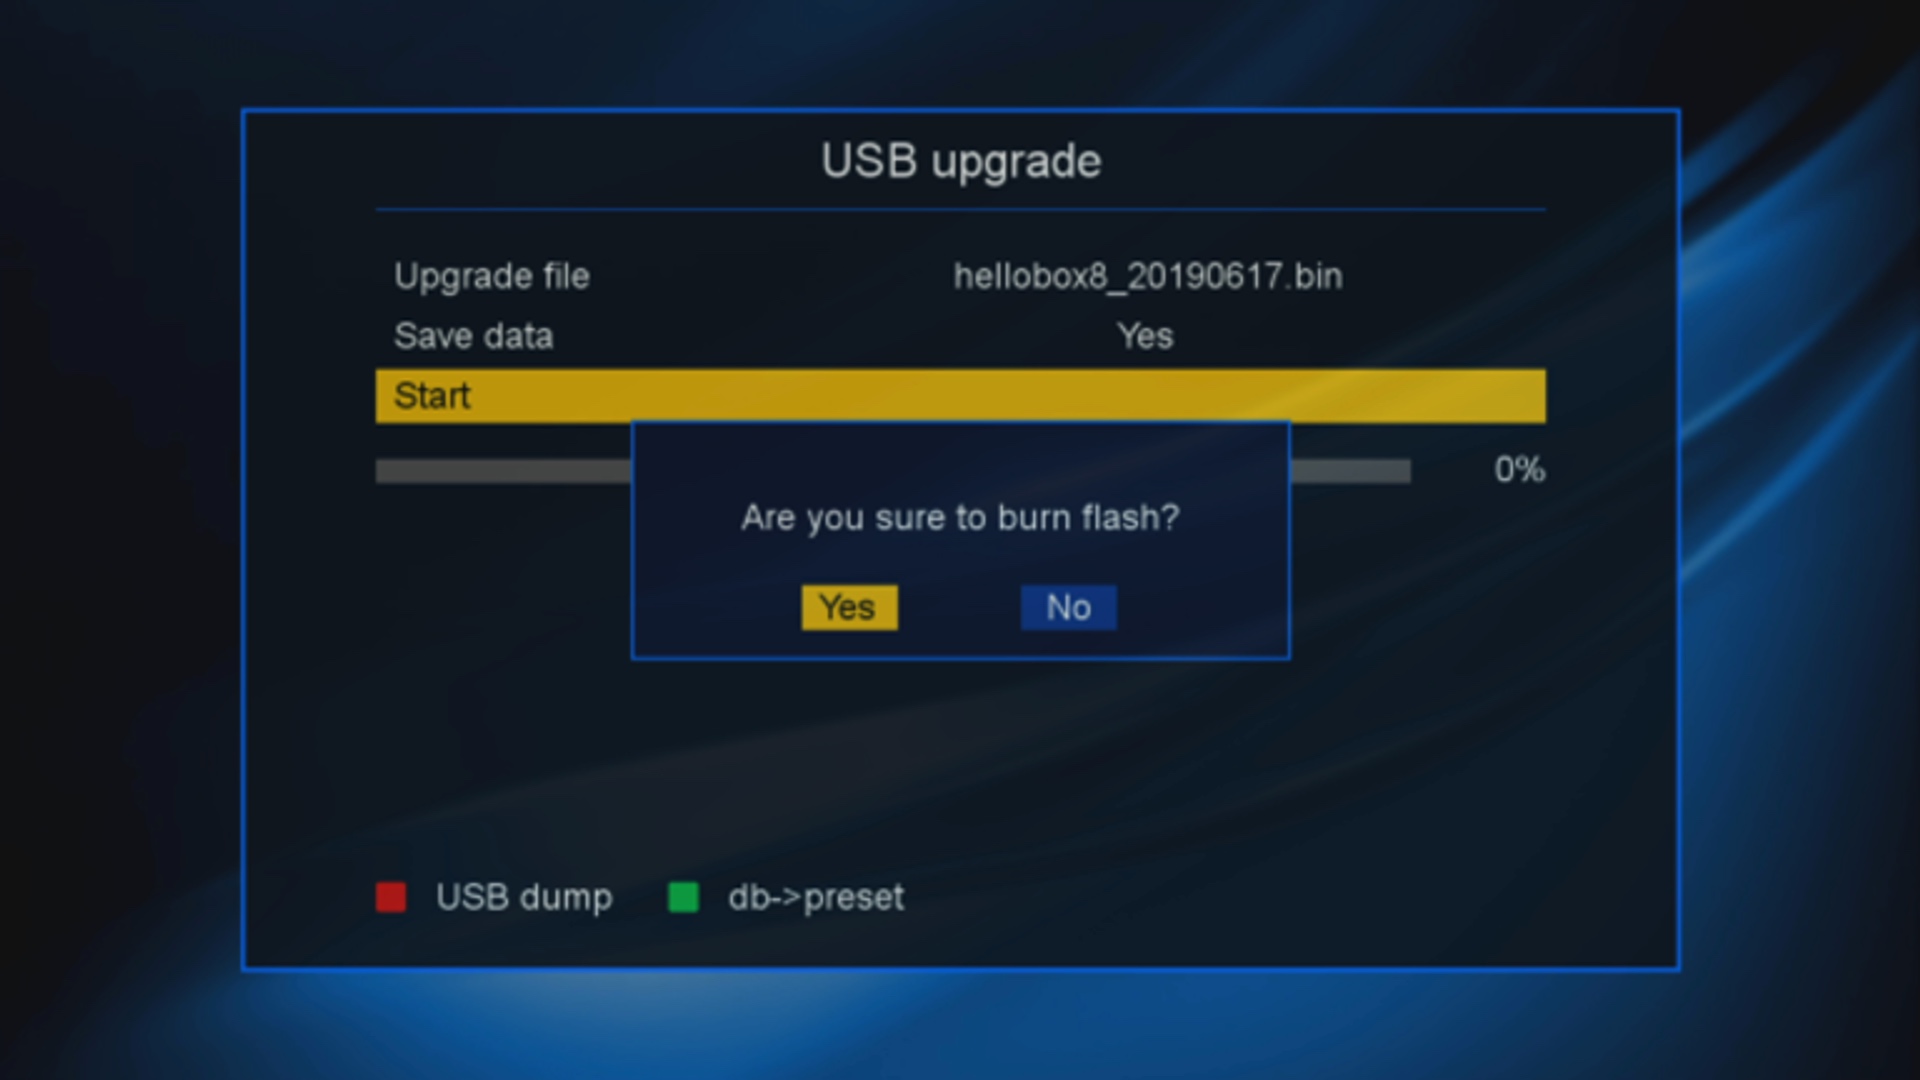 USB upgrade
Upgrade file hellobox8_20190617.bin
Save data Yes
Start
0%
Are you sure to burn flash?
Yes No
USB dump db->preset